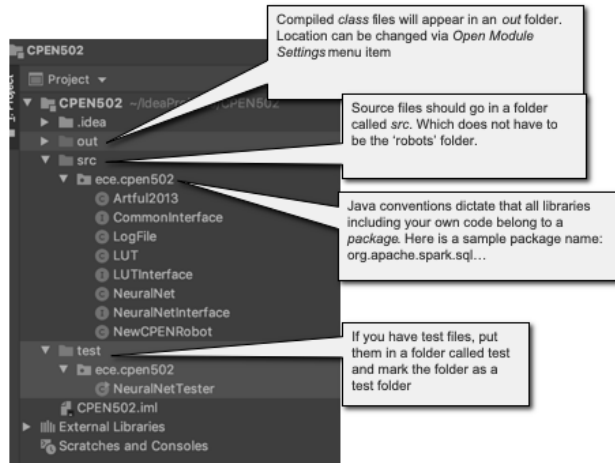 Compiled class files will appear in an out folder.
Location can be changed via Open Module
Settings menu item
CPEN502
Project
Project
CPEN502 ~/IdeaProjects/CPEN502
.idea
out
src
ece.cpen502
Artful2013
CommonInterface
LogFile
LUT
LUTInterface
NeuralNet
NeuralNetInterface
NewCPENRobot
test
ece.cpen502
NeuralNetTester
CPEN502.iml
External Libraries
Scratches and Consoles
Source files should go in a folder
called src. Which does not have to
be the ‘robots’ folder.
Java conventions dictate that all libraries
including your own code belong to a
package. Here is a sample package name:
org.apache.spark.sql…
If you have test files, put
them in a folder called test
and mark the folder as a
test folder